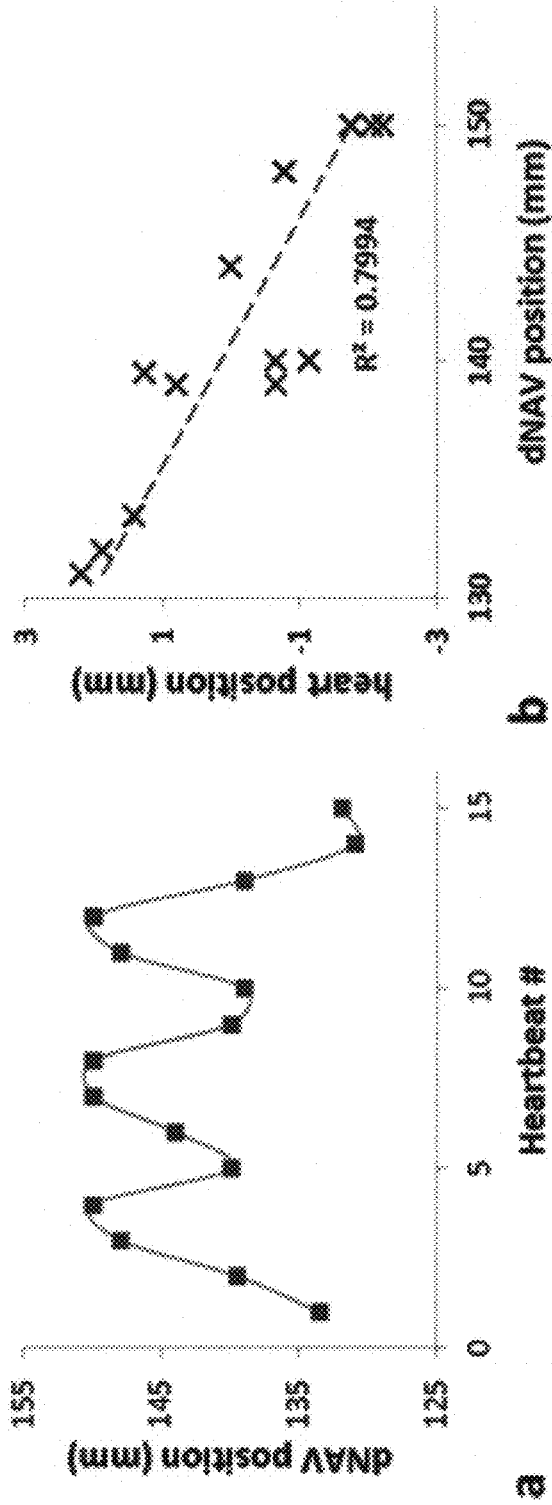 155
145
135
125
dNAV position (mm)
0
5
10
15
Heartbeat #
a
3
1
-1
-3
heart position (mm)
R² = 0.7994
130
140
150
dNAV position (mm)
b